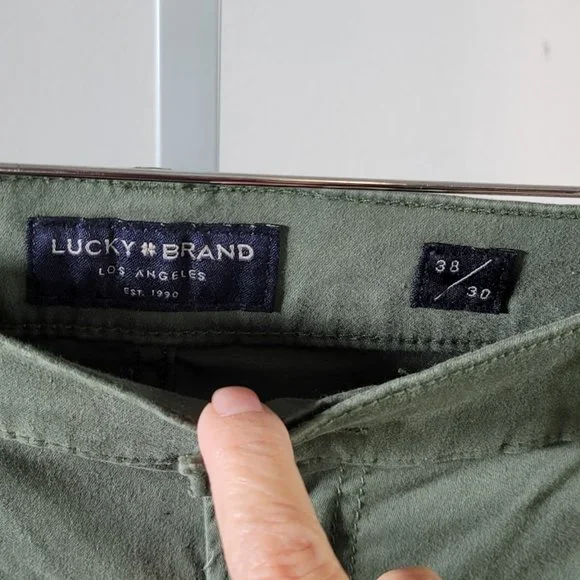 LUCKY BRAND
LOS ANGELES
EST. 1990
38/30